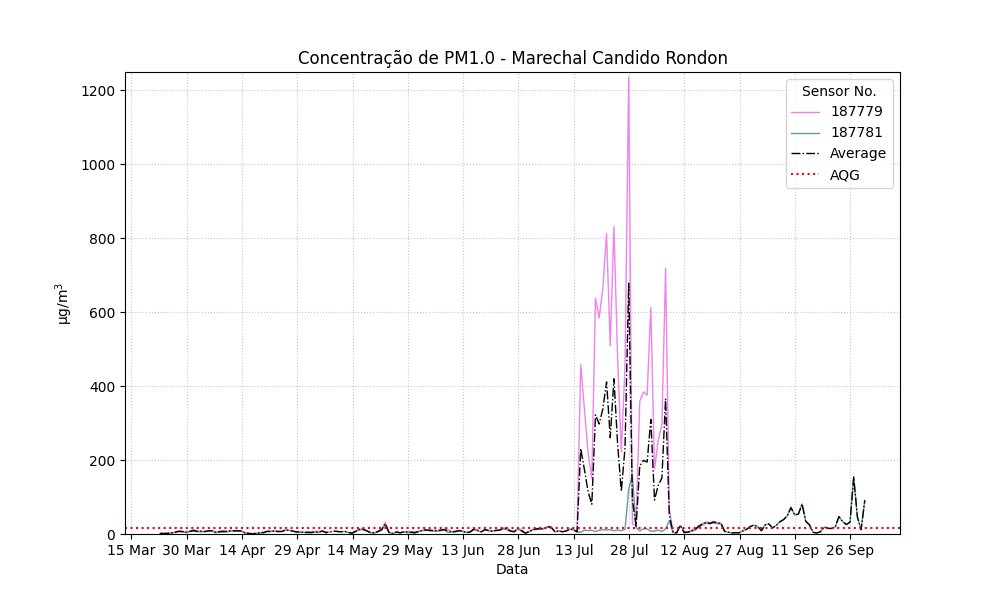 Concentração de PM1.0 - Marechal Candido Rondon
Sensor No.
187779
187781
Average
AQG
µg/m³
1200
1000
800
600
400
200
0
15 Mar 30 Mar 14 Apr 29 Apr 14 May 29 May 13 Jun 28 Jun 13 Jul 28 Jul 12 Aug 27 Aug 11 Sep 26 Sep
Data